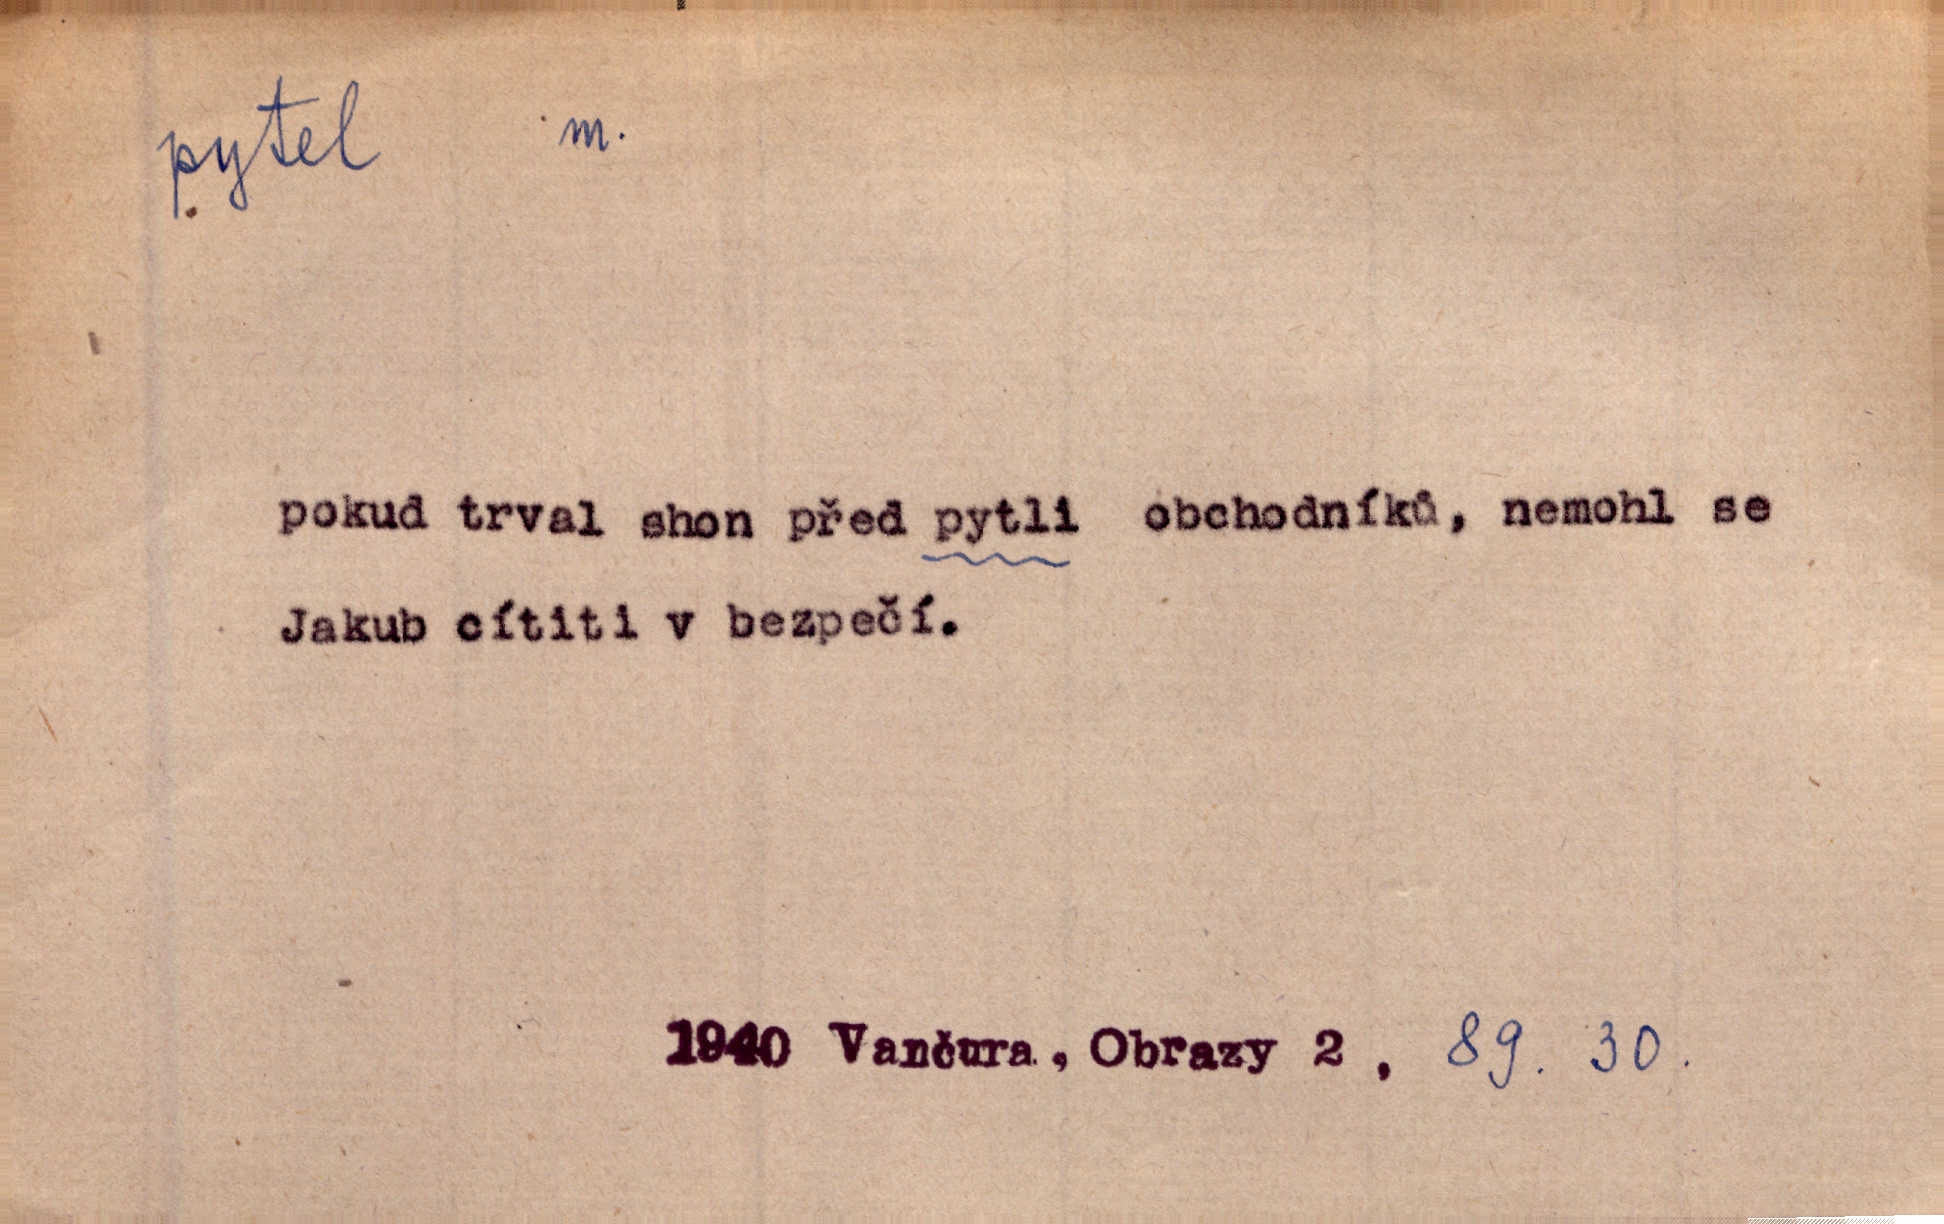 pytel m.
pokud trval shon před pytli obchodníků, nemohl se
Jakub cítiti v bezpečí.
1940 Vančura, Obrazy 2, 89. 30.